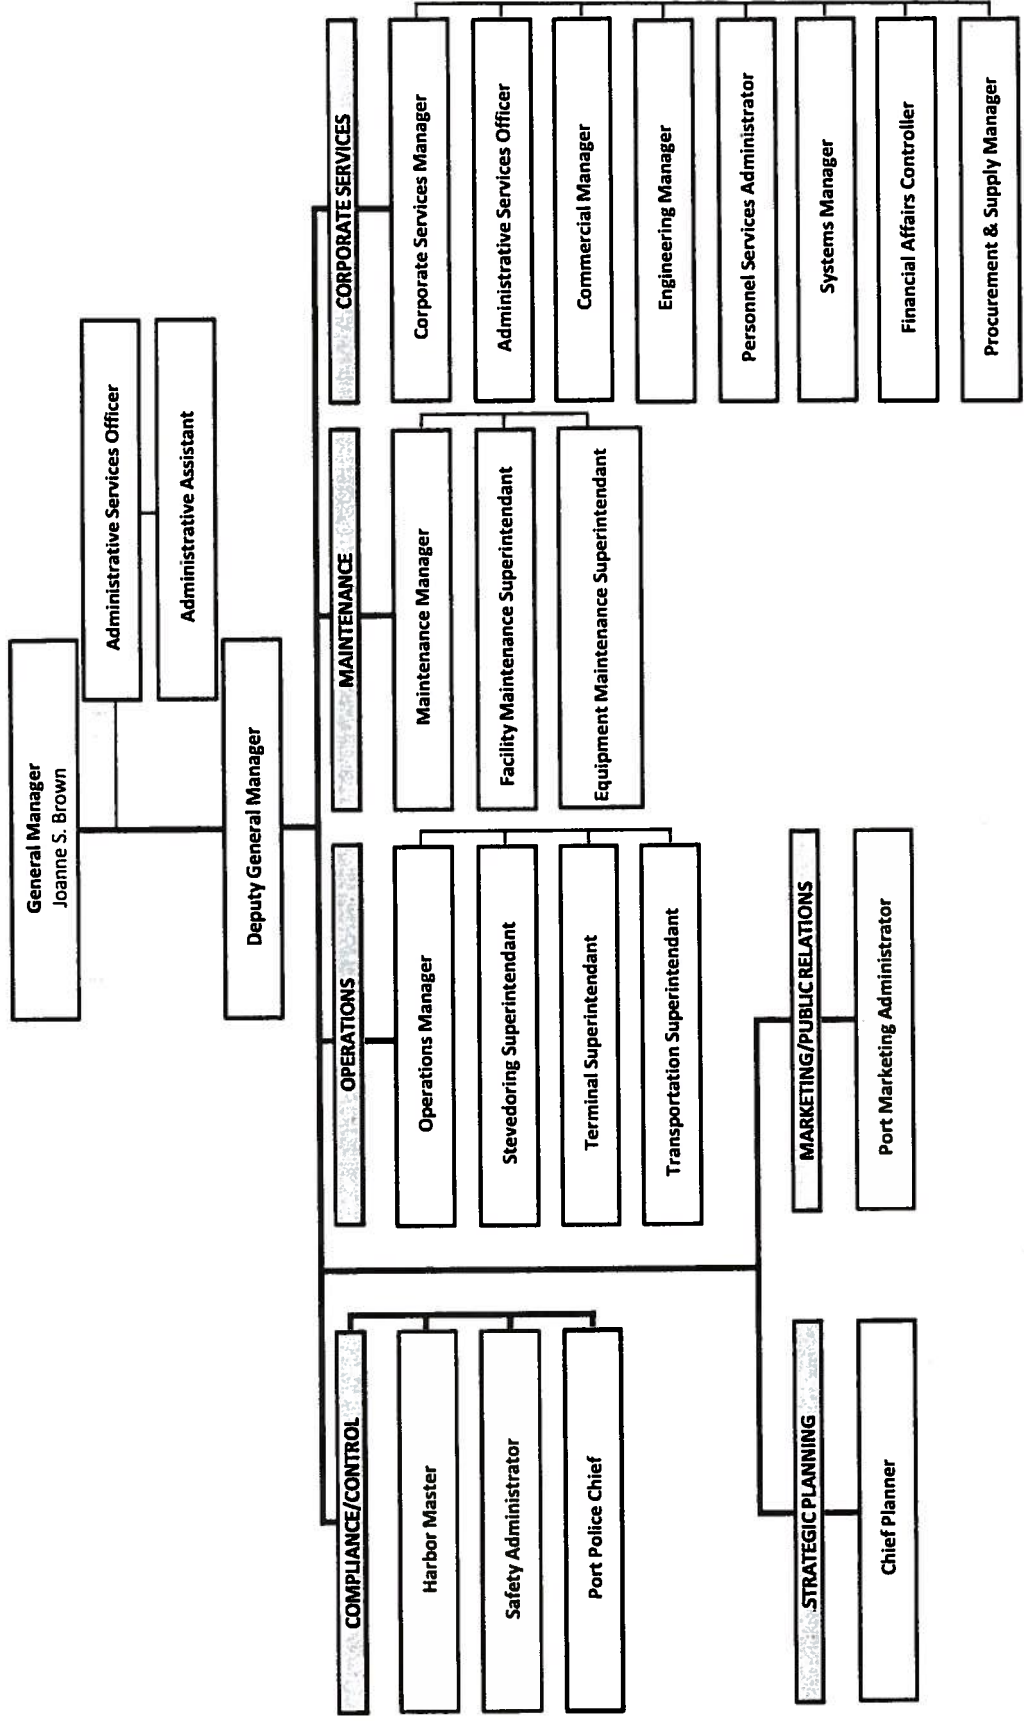 General Manager
Joanne S. Brown
Administrative Services Officer
Administrative Assistant
Deputy General Manager
COMPLIANCE/CONTROL
Harbor Master
Safety Administrator
Port Police Chief
OPERATIONS
Operations Manager
Stevedoring Superintendant
Terminal Superintendant
Transportation Superintendant
MAINTENANCE
Maintenance Manager
Facility Maintenance Superintendant
Equipment Maintenance Superintendant
CORPORATE SERVICES
Corporate Services Manager
Administrative Services Officer
Commercial Manager
Engineering Manager
Personnel Services Administrator
Systems Manager
Financial Affairs Controller
Procurement & Supply Manager
STRATEGIC PLANNING
Chief Planner
MARKETING/PUBLIC RELATIONS
Port Marketing Administrator